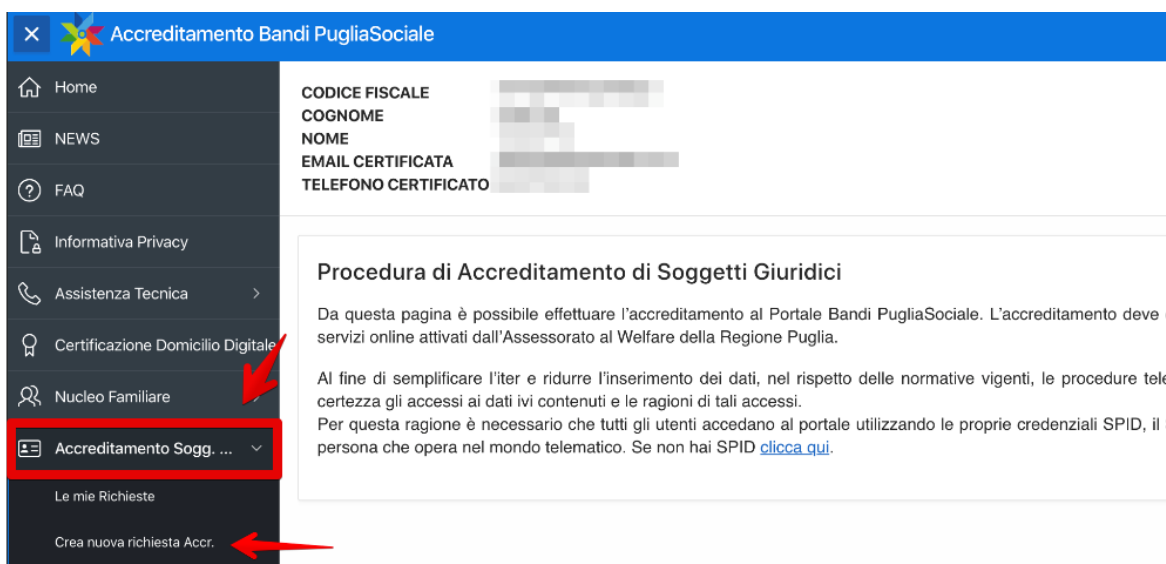 Accreditamento Bandi PugliaSociale
Home
NEWS
FAQ
Informativa Privacy
Assistenza Tecnica
Certificazione Domicilio Digitale
Nucleo Familiare
Accreditamento Sogg. ...
Le mie Richieste
Crea nuova richiesta Accr.
CODICE FISCALE
COGNOME
NOME
EMAIL CERTIFICATA
TELEFONO CERTIFICATO
Procedura di Accreditamento di Soggetti Giuridici
Da questa pagina è possibile effettuare l'accreditamento al Portale Bandi PugliaSociale. L'accreditamento deve
servizi online attivati dall'Assessorato al Welfare della Regione Puglia.
Al fine di semplificare l'iter e ridurre l'inserimento dei dati, nel rispetto delle normative vigenti, le procedure tele
certezza gli accessi ai dati ivi contenuti e le ragioni di tali accessi.
Per questa ragione è necessario che tutti gli utenti accedano al portale utilizzando le proprie credenziali SPID, il
persona che opera nel mondo telematico. Se non hai SPID clicca qui.